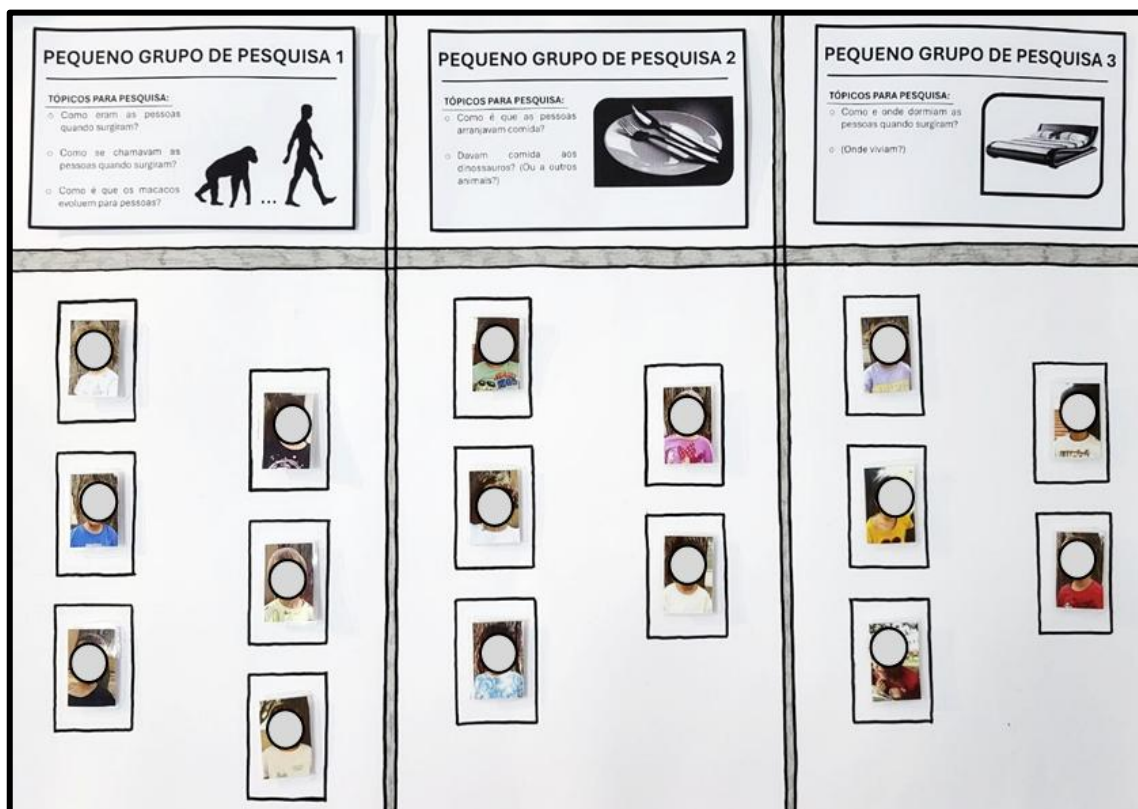 PEQUENO GRUPO DE PESQUISA 1
TÓPICOS PARA PESQUISA:
○ Como eram as pessoas
quando surgiram?
○ Como se chamavam as
pessoas quando surgiram?
○ Como é que os macacos
evoluem para pessoas?
...
PEQUENO GRUPO DE PESQUISA 2
TÓPICOS PARA PESQUISA:
○ Como é que as pessoas
arranjavam comida?
○ Davam comida aos
dinossauros? (Ou a outros
animais?)
PEQUENO GRUPO DE PESQUISA 3
TÓPICOS PARA PESQUISA:
○ Como e onde dormiam as
pessoas quando surgiram?
○ (Onde viviam?)